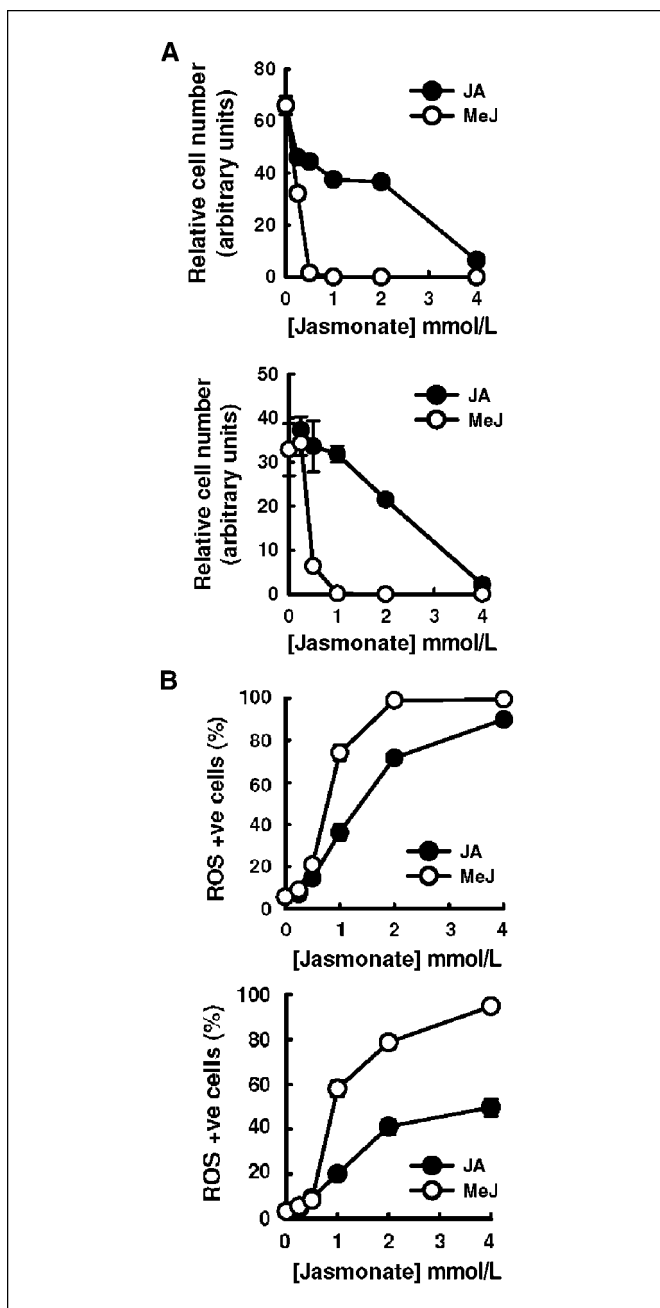 A
Relative cell number
(arbitrary units)
80
60
40
20
0
JA
MeJ
0 1 2 3 4
[Jasmonate] mmol/L
Relative cell number
(arbitrary units)
50
40
30
20
10
0
JA
MeJ
0 1 2 3 4
[Jasmonate] mmol/L
B
ROS +ve cells (%)
100
80
60
40
20
0
JA
MeJ
0 1 2 3 4
[Jasmonate] mmol/L
ROS +ve cells (%)
100
80
60
40
20
0
JA
MeJ
0 1 2 3 4
[Jasmonate] mmol/L